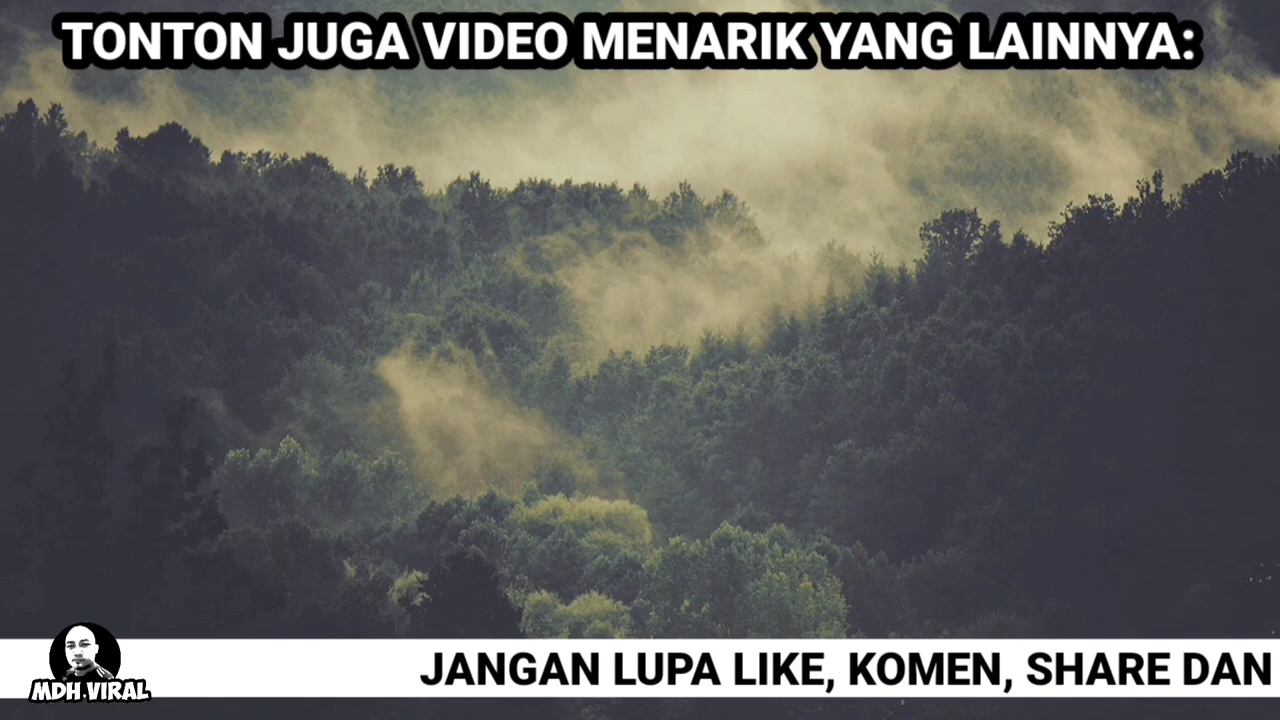 TONTON JUGA VIDEO MENARIK YANG LAINNYA:
JANGAN LUPA LIKE, KOMEN, SHARE DAN
MDH VIRAL